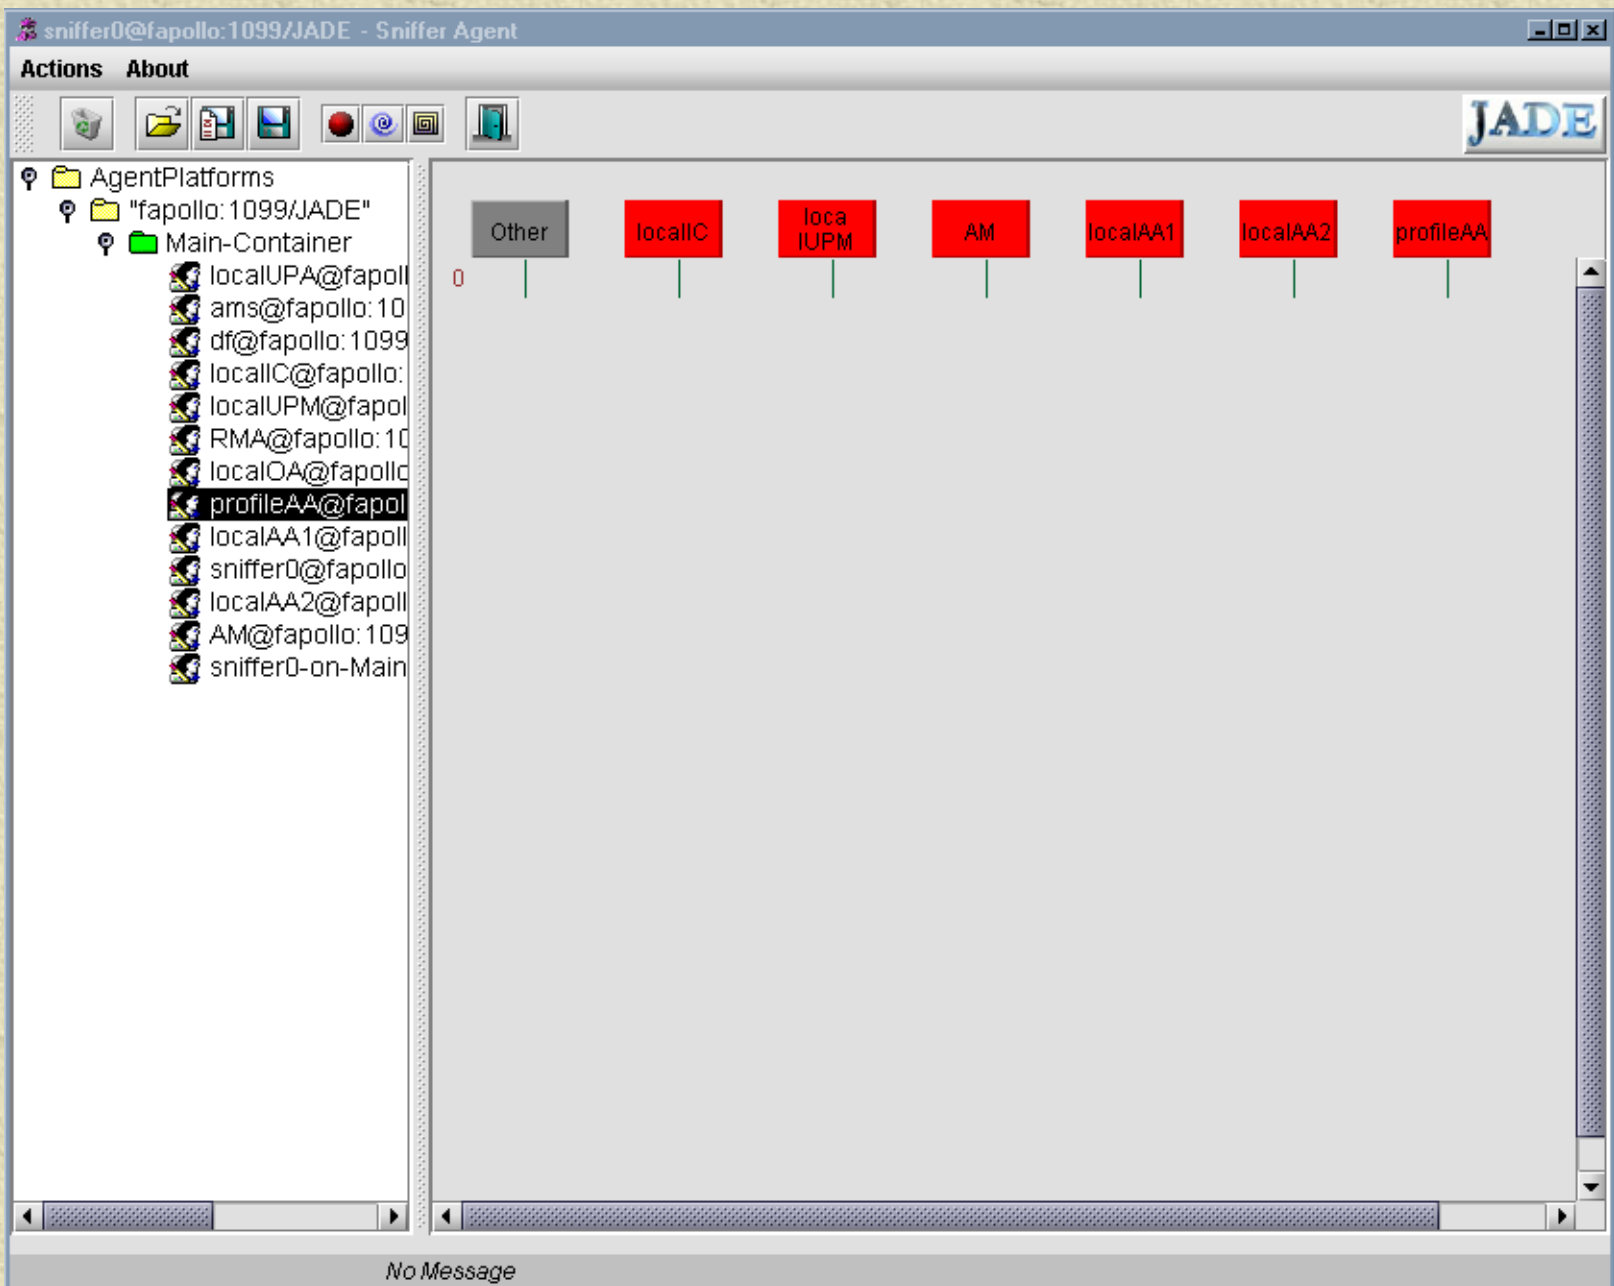 sniffer0@fapollo:1099/JADE - Sniffer Agent
Actions About
JADE
AgentPlatforms
"fapollo:1099/JADE"
Main-Container
localUPA@fapoll
ams@fapollo:10
df@fapollo:1099
localIC@fapollo:
localUPM@fapol
RMA@fapollo:10
localOA@fapollo
profileAA@fapol
localAA1@fapoll
sniffer0@fapollo
localAA2@fapoll
AM@fapollo:109
sniffer0-on-Main
Other
localIC
loca
lUPM
AM
localAA1
localAA2
profileAA
0
No Message